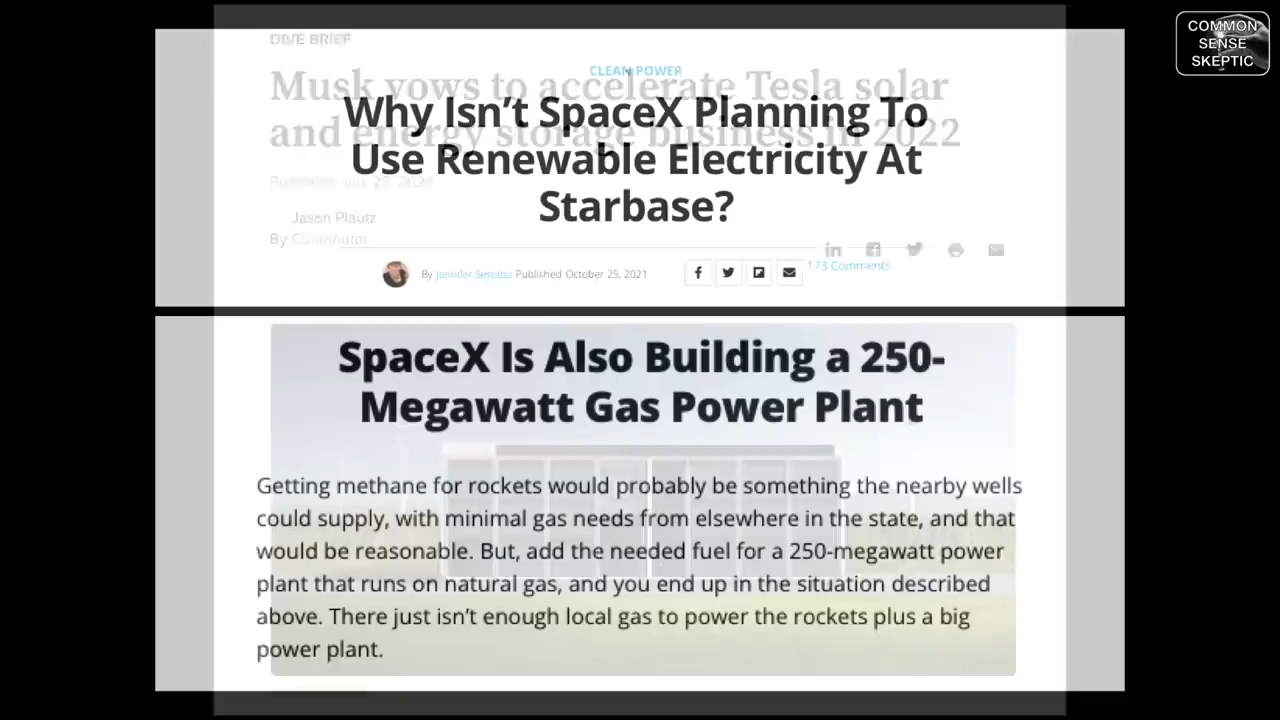 COMMON
SENSE
SKEPTIC
DIVE BRIEF
CLEAN POWER
Musk vows to accelerate Tesla solar
and energy storage business in 2022
Why Isn't SpaceX Planning To
Use Renewable Electricity At
Starbase?
Jason Plautz
By Contributor
By Jennifer Sensiba Published October 25, 2021
173 Comments
SpaceX Is Also Building a 250-
Megawatt Gas Power Plant
Getting methane for rockets would probably be something the nearby wells
could supply, with minimal gas needs from elsewhere in the state, and that
would be reasonable. But, add the needed fuel for a 250-megawatt power
plant that runs on natural gas, and you end up in the situation described
above. There just isn't enough local gas to power the rockets plus a big
power plant.